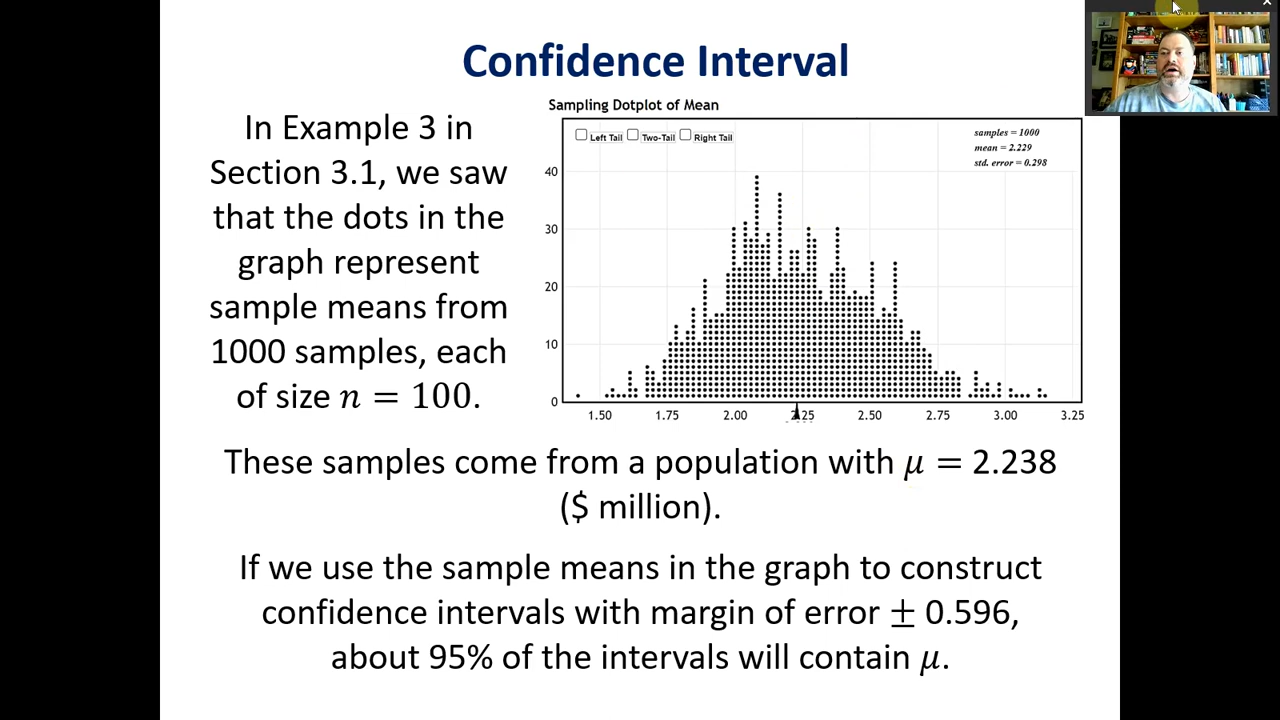 Confidence Interval
In Example 3 in
Section 3.1, we saw
that the dots in the
graph represent
sample means from
1000 samples, each
of size n = 100.
Sampling Dotplot of Mean
Left Tail Two-Tail Right Tail
samples = 1000
mean = 2.229
std. error = 0.298
40
30
20
10
0
1.50 1.75 2.00 2.25 2.50 2.75 3.00 3.25
These samples come from a population with μ = 2.238
($ million).
If we use the sample means in the graph to construct
confidence intervals with margin of error ± 0.596,
about 95% of the intervals will contain μ.